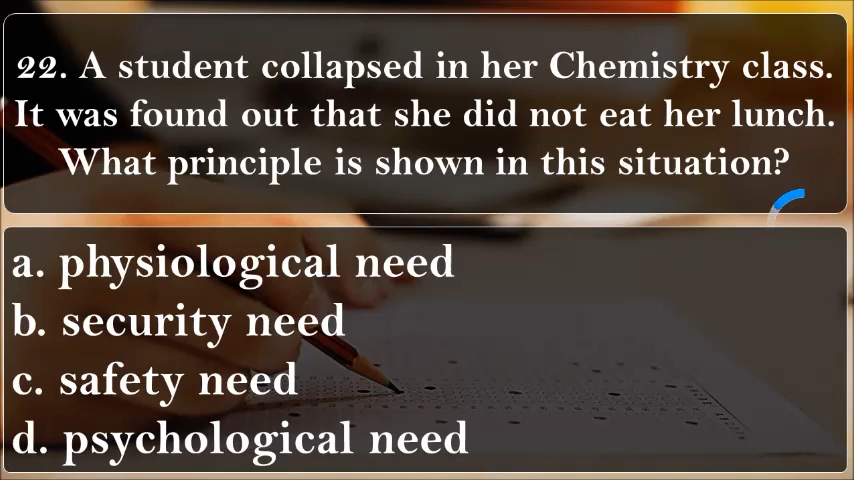 22. A student collapsed in her Chemistry class.
It was found out that she did not eat her lunch.
What principle is shown in this situation?
a. physiological need
b. security need
c. safety need
d. psychological need